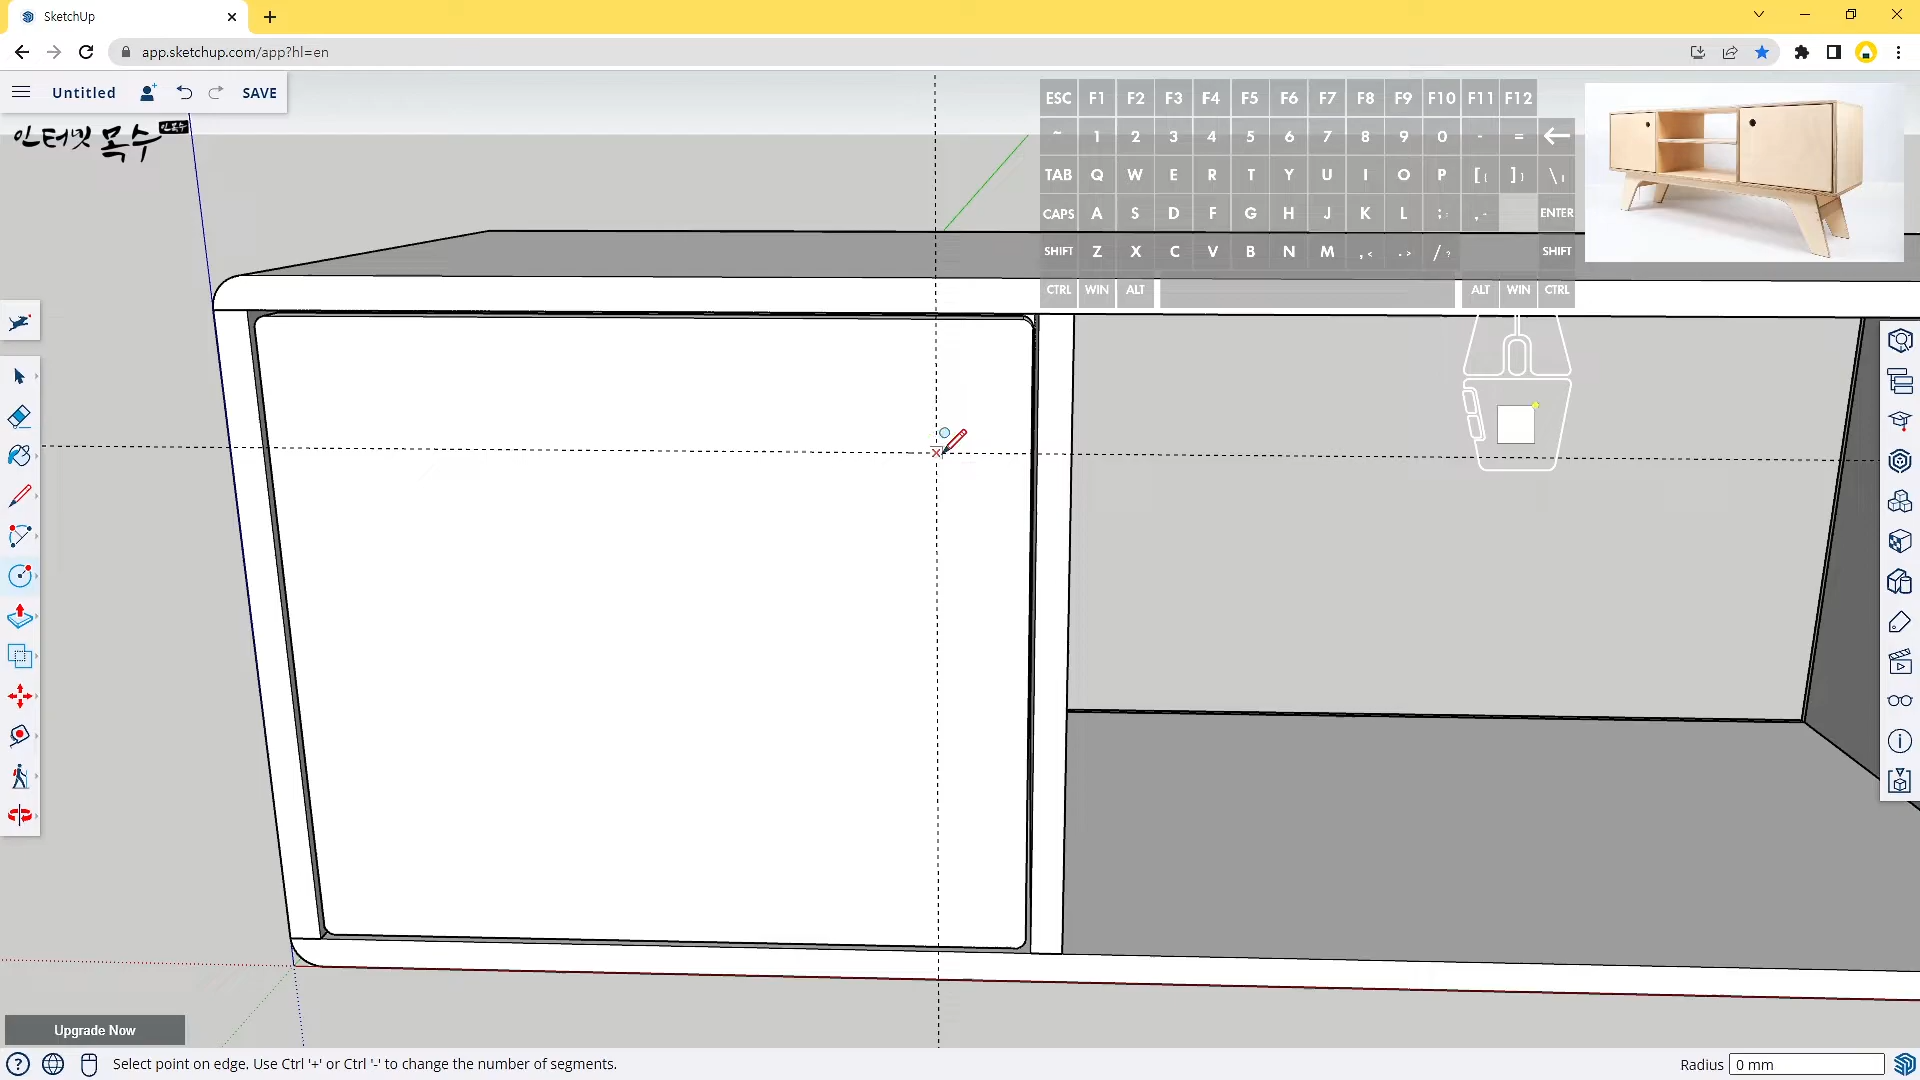 SketchUp
app.sketchup.com/app?hl=en
Untitled
SAVE
인터넷 목수
ESC F1 F2 F3 F4 F5 F6 F7 F8 F9 F10 F11 F12
~ 1 2 3 4 5 6 7 8 9 0 - =
TAB Q W E R T Y U I O P [ { ] } \ |
CAPS A S D F G H J K L ; : ENTER
SHIFT Z X C V B N M , < . > / ? SHIFT
CTRL WIN ALT ALT WIN CTRL
Upgrade Now
Select point on edge. Use Ctrl '+' or Ctrl '-' to change the number of segments.
Radius 0 mm